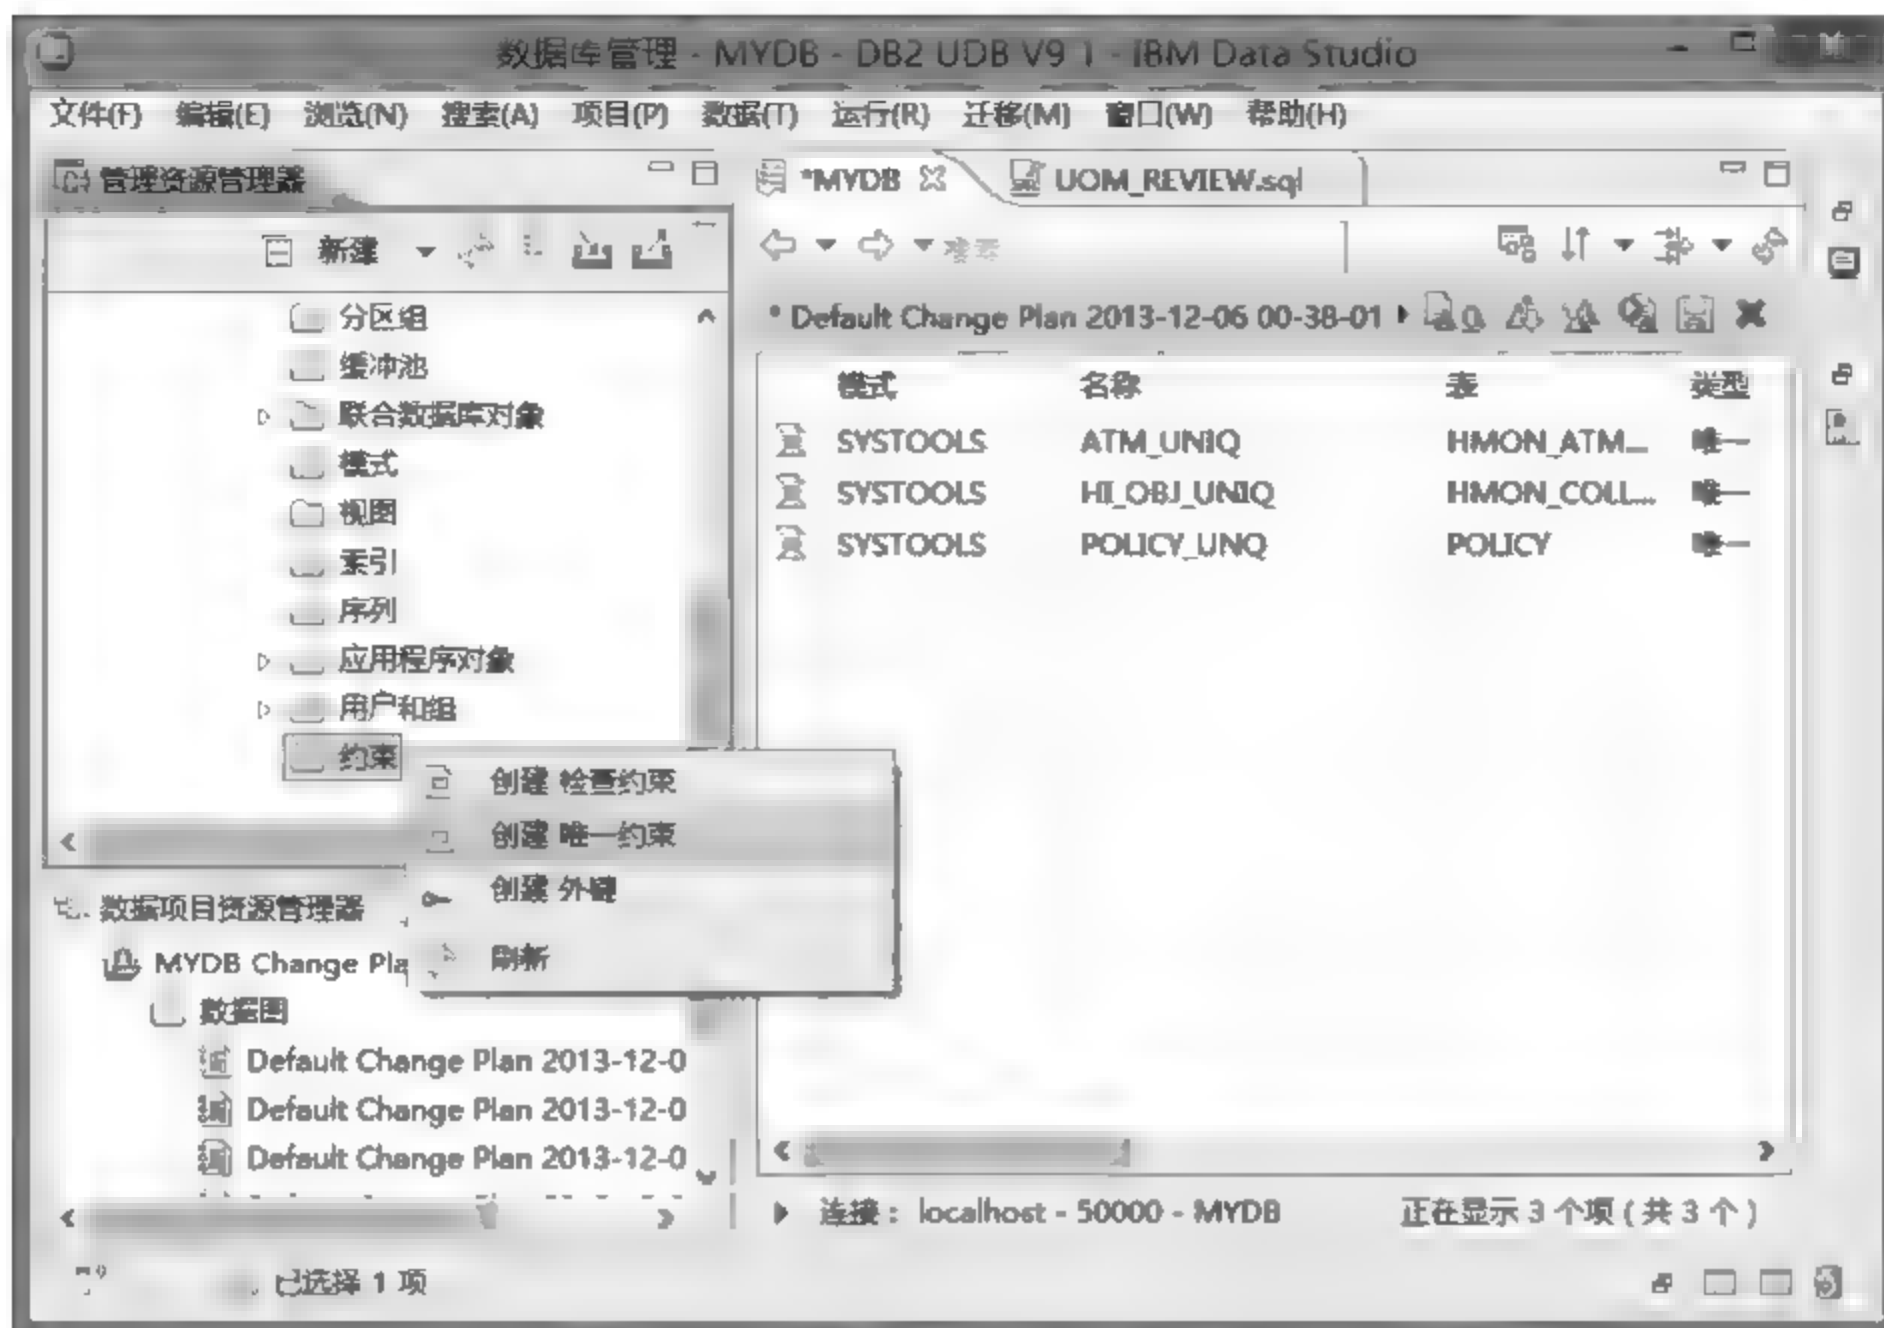 数据库管理 - MYDB - DB2 UDB V9 1 - IBM Data Studio
文件(F) 编辑(E) 浏览(N) 搜索(A) 项目(P) 数据(T) 运行(R) 迁移(M) 窗口(W) 帮助(H)
管理资源管理器
新建
分区组
缓冲池
联合数据库对象
模式
视图
索引
序列
应用程序对象
用户和组
约束
创建 检查约束
创建 唯一约束
创建 外键
刷新
数据项目资源管理器
MYDB Change Pla
数据图
Default Change Plan 2013-12-0
Default Change Plan 2013-12-0
Default Change Plan 2013-12-0
已选择 1 项
*MYDB UOM_REVIEW.sql
搜索
* Default Change Plan 2013-12-06 00-38-01
模式 名称 表 类型
SYSTOOLS ATM_UNIQ HMON_ATM... 唯一
SYSTOOLS HI_OBJ_UNIQ HMON_COLL... 唯一
SYSTOOLS POLICY_UNQ POLICY 唯一
连接： localhost - 50000 - MYDB 正在显示 3 个项 ( 共 3 个 )